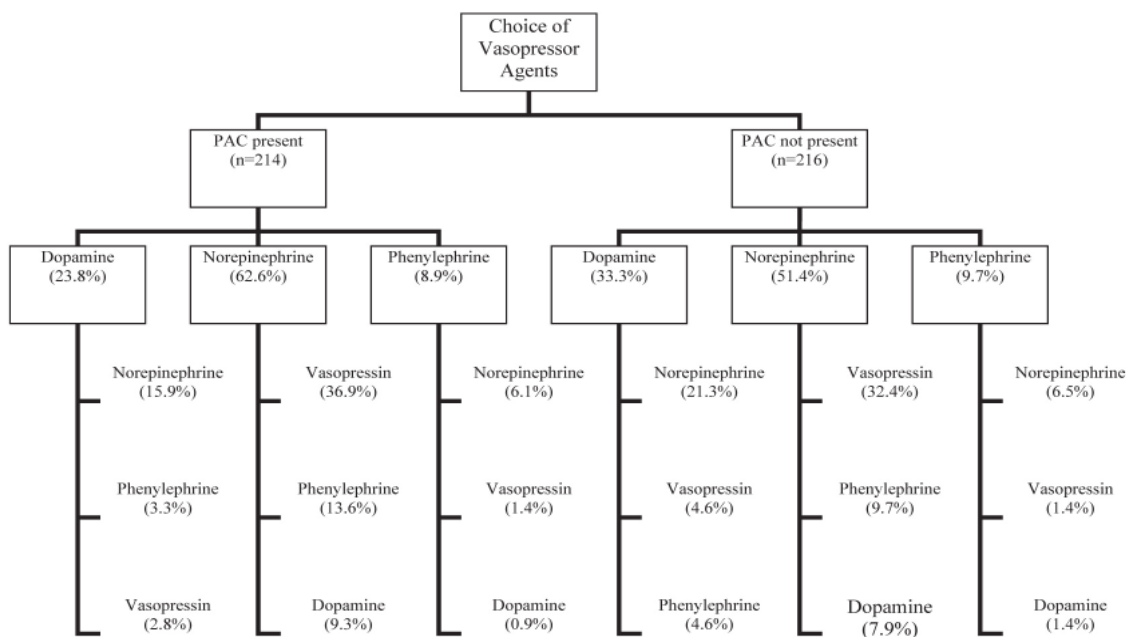 Choice of
Vasopressor
Agents
PAC present
(n=214)
PAC not present
(n=216)
Dopamine
(23.8%)
Norepinephrine
(62.6%)
Phenylephrine
(8.9%)
Dopamine
(33.3%)
Norepinephrine
(51.4%)
Phenylephrine
(9.7%)
Norepinephrine
(15.9%)
Vasopressin
(36.9%)
Norepinephrine
(6.1%)
Norepinephrine
(21.3%)
Vasopressin
(32.4%)
Norepinephrine
(6.5%)
Phenylephrine
(3.3%)
Phenylephrine
(13.6%)
Vasopressin
(1.4%)
Vasopressin
(4.6%)
Phenylephrine
(9.7%)
Vasopressin
(1.4%)
Vasopressin
(2.8%)
Dopamine
(9.3%)
Dopamine
(0.9%)
Phenylephrine
(4.6%)
Dopamine
(7.9%)
Dopamine
(1.4%)